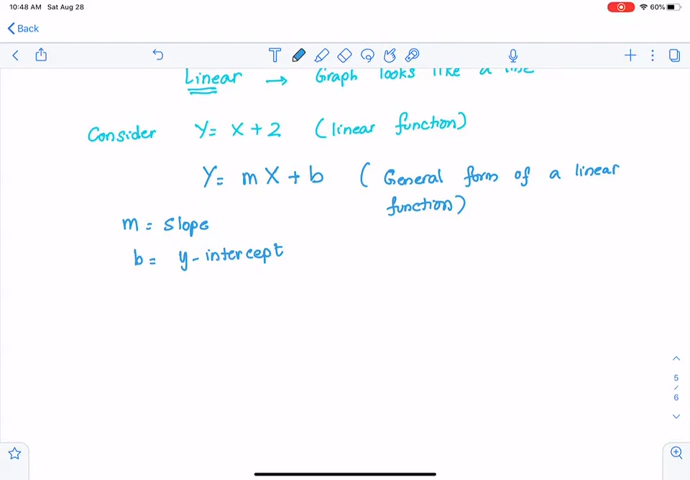 10:48 AM Sat Aug 28
60%
Back
T
Linear → Graph looks like a line
Consider Y= X + 2 (linear function)
Y= m X + b ( General form of a linear
function)
m = slope
b = y-intercept
5
/
6